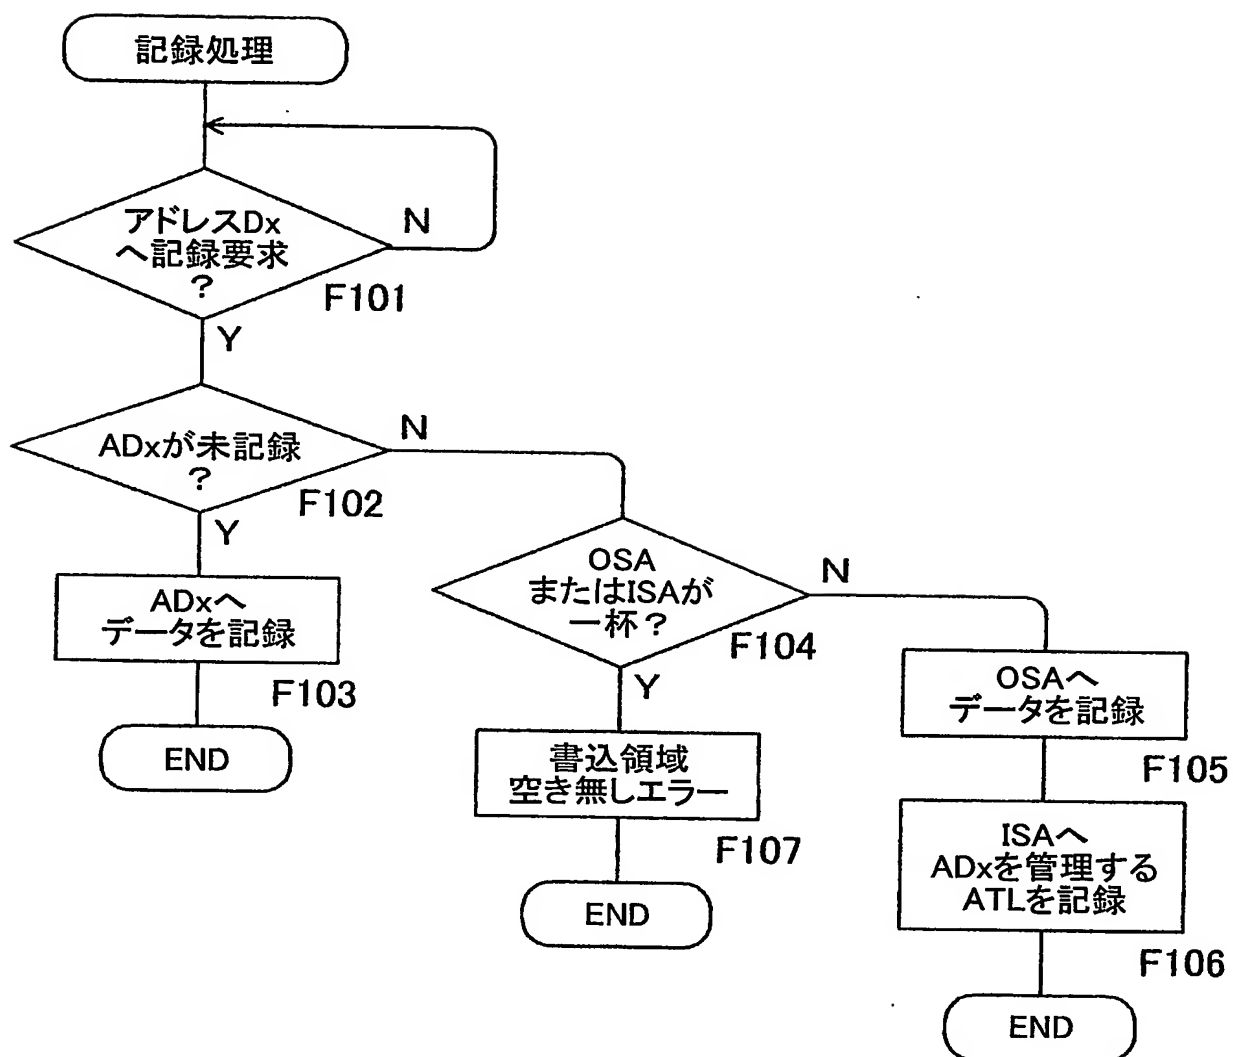 記録処理
アドレスDx
へ記録要求
?
N
F101
Y
ADxが未記録
?
N
F102
Y
ADxへ
データを記録
F103
END
OSA
またはISAが
一杯?
N
F104
Y
書込領域
空き無しエラー
F107
END
OSAへ
データを記録
F105
ISAへ
ADxを管理する
ATLを記録
F106
END